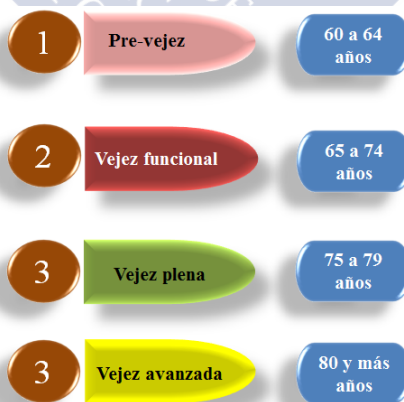 1 Pre-vejez 60 a 64
años
2 Vejez funcional 65 a 74
años
3 Vejez plena 75 a 79
años
3 Vejez avanzada 80 y más
años